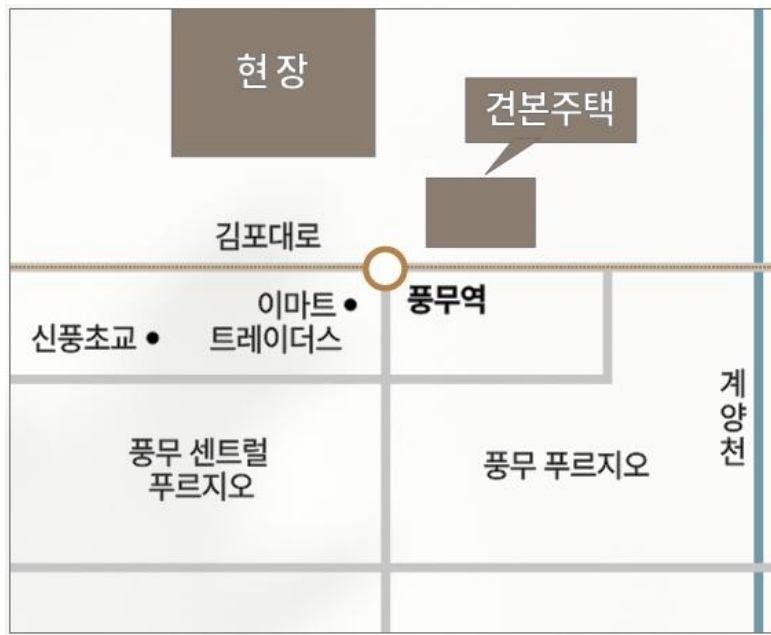 현장
견본주택
김포대로
이마트
트레이더스
풍무역
신풍초교
계양천
풍무 센트럴
푸르지오
풍무 푸르지오